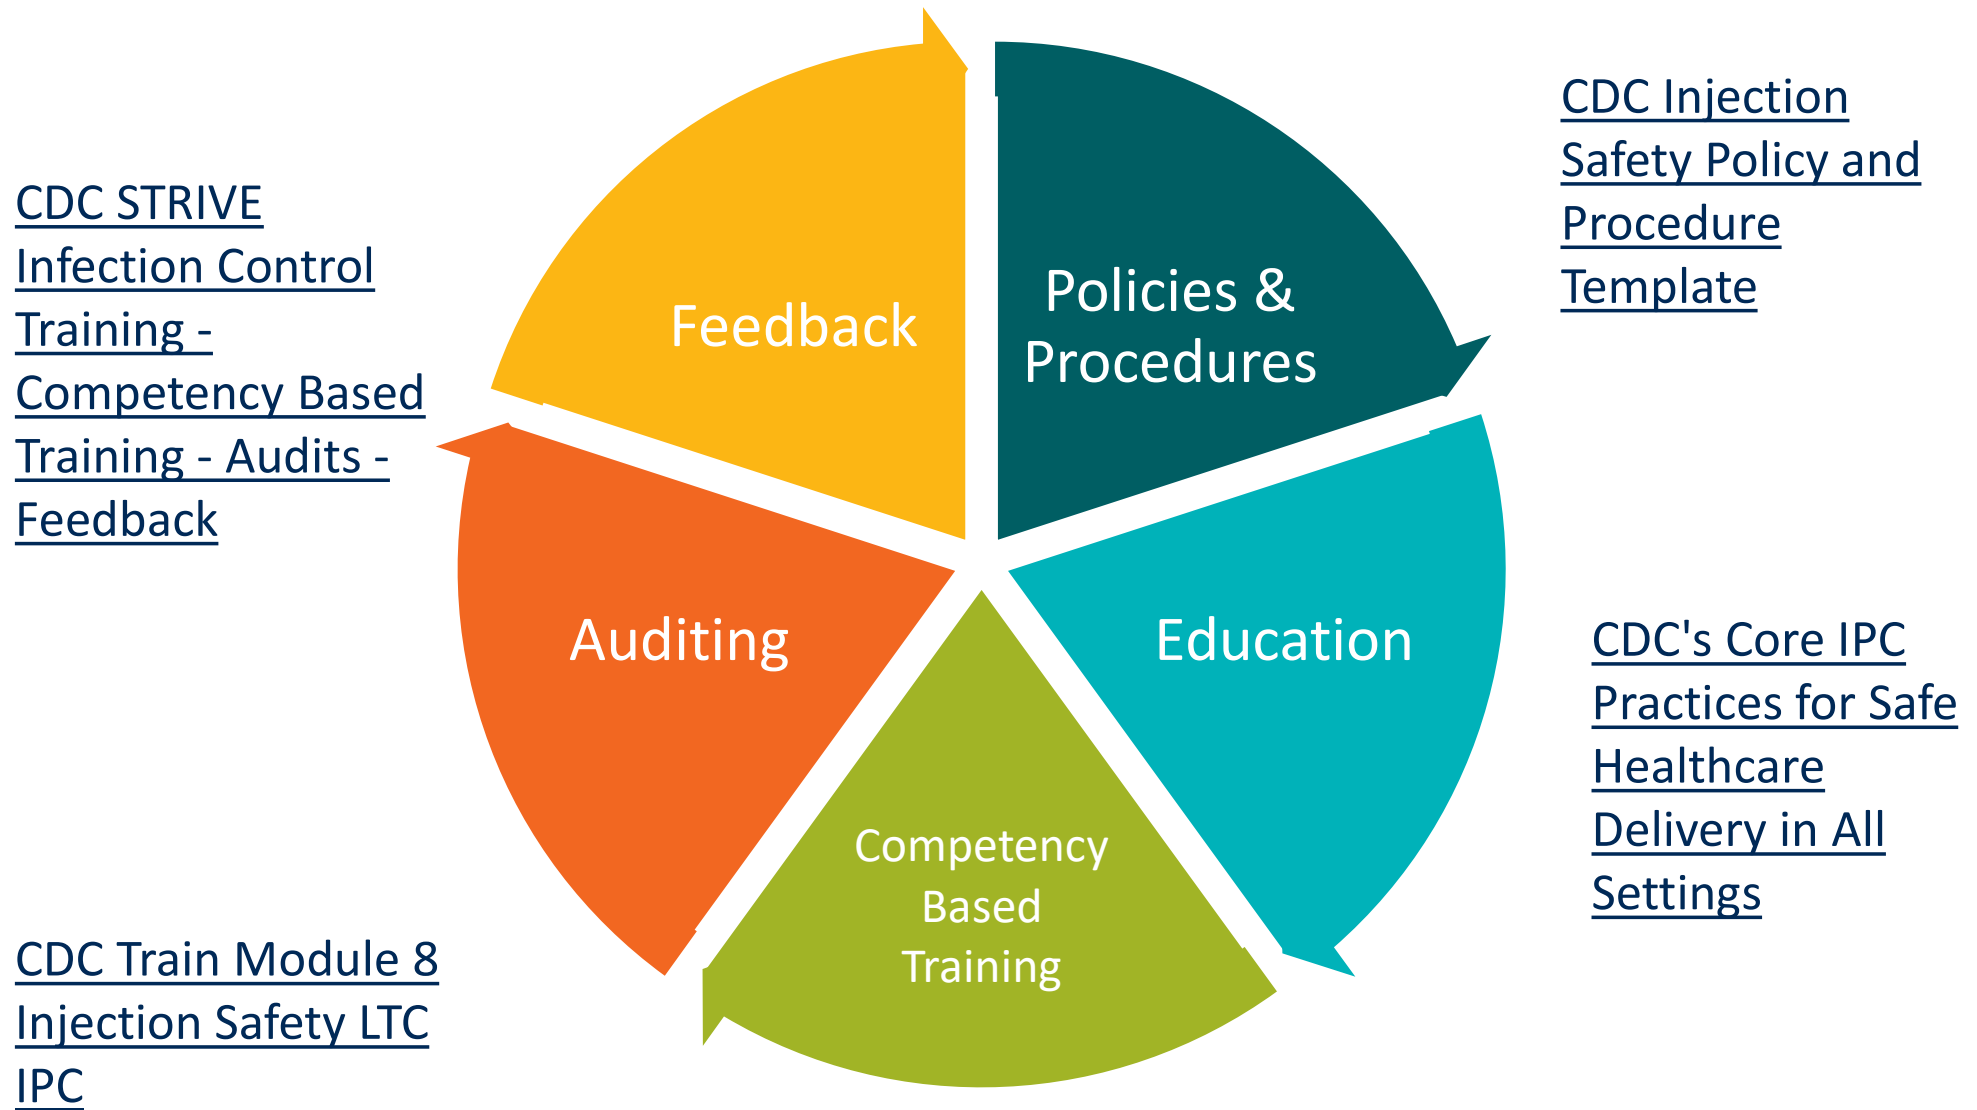 CDC Injection
Safety Policy and
Procedure
Template
CDC STRIVE
Infection Control
Training -
Competency Based
Training - Audits -
Feedback
Policies &
Procedures
Feedback
Education
Auditing
CDC's Core IPC
Practices for Safe
Healthcare
Delivery in All
Settings
Competency
Based
Training
CDC Train Module 8
Injection Safety LTC
IPC